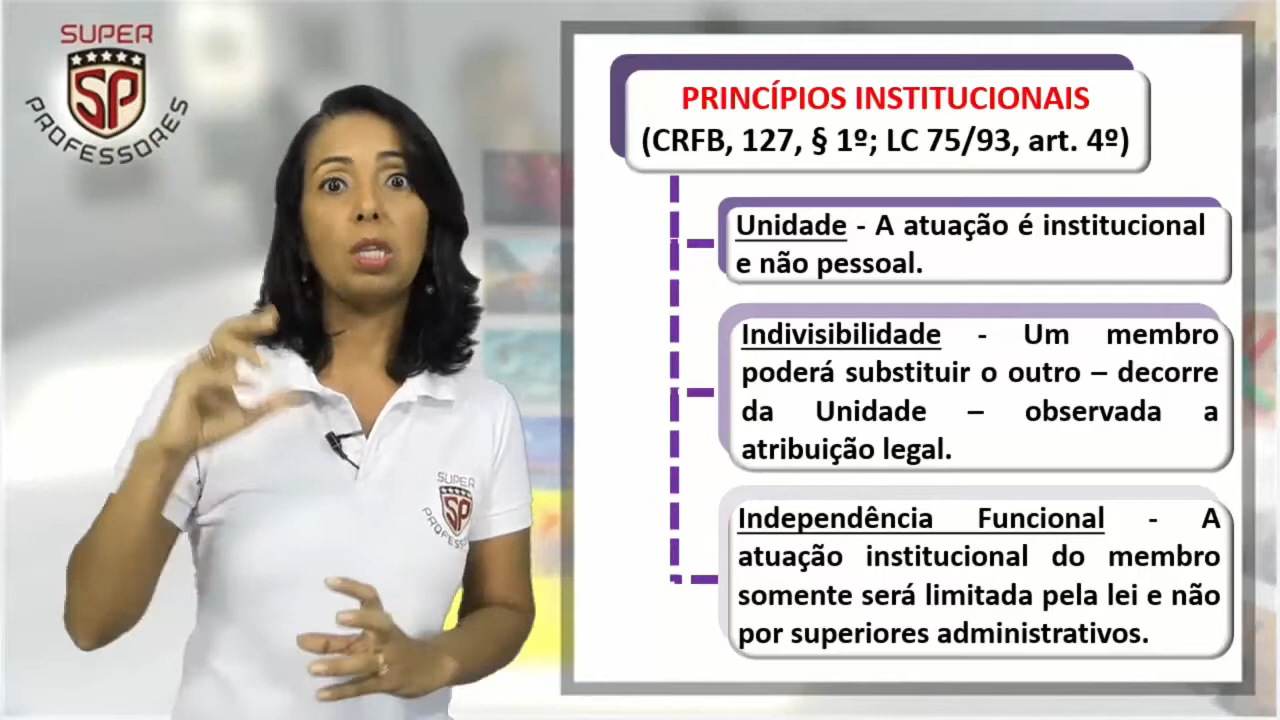 SUPER
SP
PROFESSORES
SUPER
SP
PROFESSO
PRINCÍPIOS INSTITUCIONAIS
(CRFB, 127, § 1º; LC 75/93, art. 4º)
Unidade - A atuação é institucional
e não pessoal.
Indivisibilidade - Um membro
poderá substituir o outro – decorre
da Unidade – observada a
atribuição legal.
Independência Funcional - A
atuação institucional do membro
somente será limitada pela lei e não
por superiores administrativos.